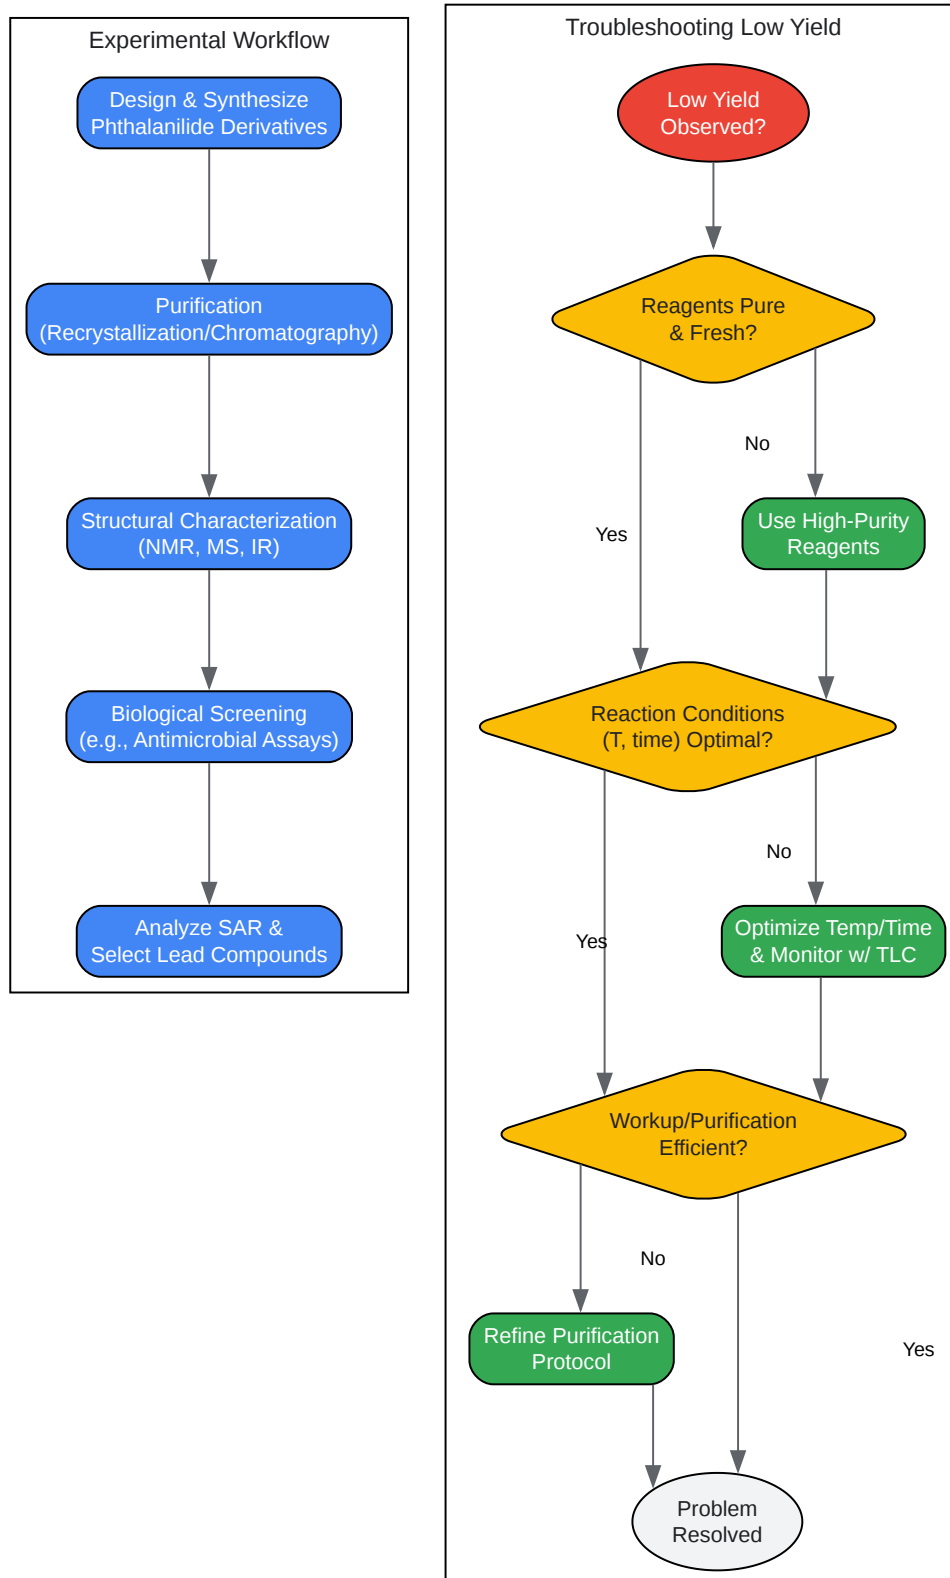 Experimental Workflow
Design & Synthesize
Phthalanilide Derivatives
Purification
(Recrystallization/Chromatography)
Structural Characterization
(NMR, MS, IR)
Biological Screening
(e.g., Antimicrobial Assays)
Analyze SAR &
Select Lead Compounds
Troubleshooting Low Yield
Low Yield
Observed?
Reagents Pure
& Fresh?
No
Yes
Use High-Purity
Reagents
Reaction Conditions
(T, time) Optimal?
No
Yes
Optimize Temp/Time
& Monitor w/ TLC
Workup/Purification
Efficient?
No
Yes
Refine Purification
Protocol
Problem
Resolved